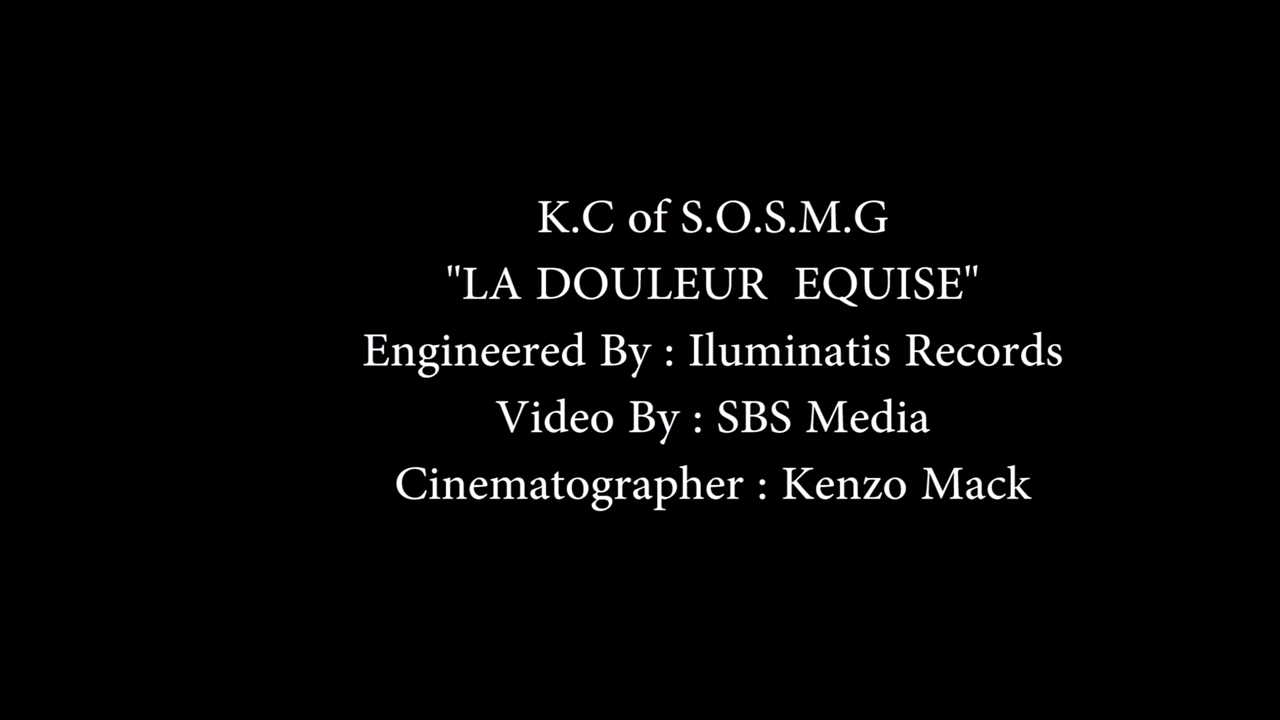 K.C of S.O.S.M.G
"LA DOULEUR  EQUISE"
Engineered By : Iluminatis Records
Video By : SBS Media
Cinematographer : Kenzo Mack